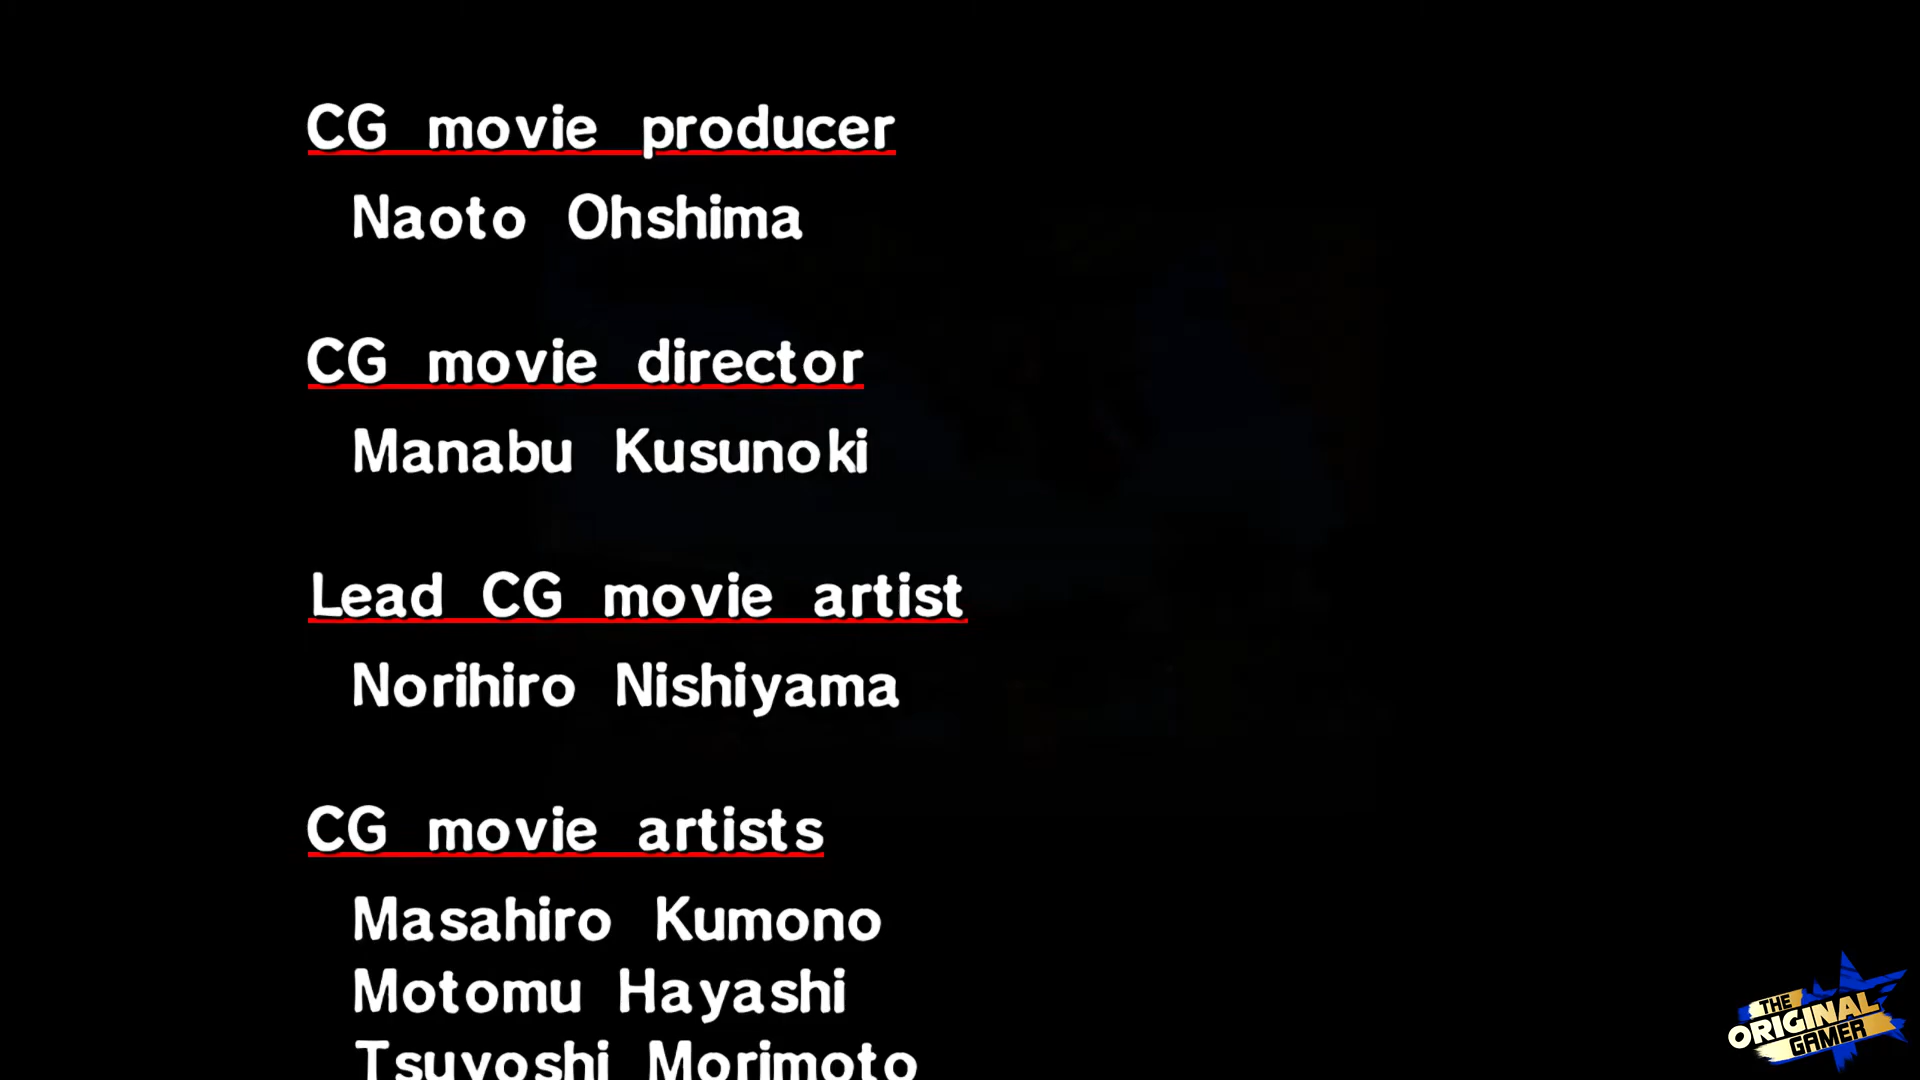 CG movie producer
Naoto Ohshima
CG movie director
Manabu Kusunoki
Lead CG movie artist
Norihiro Nishiyama
CG movie artists
Masahiro Kumono
Motomu Hayashi
Tsuyoshi Morimoto
THE
ORIGINAL
GAMER